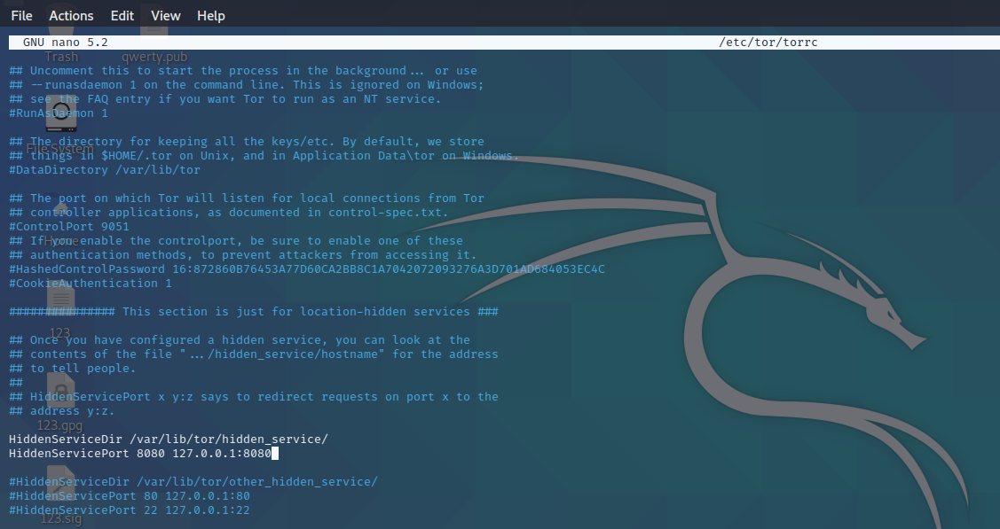 File Actions Edit View Help
GNU nano 5.2 /etc/tor/torrc
Trash qwerty.pub
## Uncomment this to start the process in the background... or use
## --runasdaemon 1 on the command line. This is ignored on Windows;
## see the FAQ entry if you want Tor to run as an NT service.
#RunAsDaemon 1
## The directory for keeping all the keys/etc. By default, we store
File System
## things in $HOME/.tor on Unix, and in Application Data\tor on Windows.
#DataDirectory /var/lib/tor
## The port on which Tor will listen for local connections from Tor
## controller applications, as documented in control-spec.txt.
#ControlPort 9051
## If you enable the controlport, be sure to enable one of these
Home
## authentication methods, to prevent attackers from accessing it.
#HashedControlPassword 16:872860B76453A77D60CA2BB8C1A7042072093276A3D701AD684053EC4C
#CookieAuthentication 1
############### This section is just for location-hidden services ###
123
## Once you have configured a hidden service, you can look at the
## contents of the file ".../hidden_service/hostname" for the address
## to tell people.
##
## HiddenServicePort x y:z says to redirect requests on port x to the
## address y:z.
123.gpg
HiddenServiceDir /var/lib/tor/hidden_service/
HiddenServicePort 8080 127.0.0.1:8080
#HiddenServiceDir /var/lib/tor/other_hidden_service/
#HiddenServicePort 80 127.0.0.1:80
#HiddenServicePort 22 127.0.0.1:22
123.sig